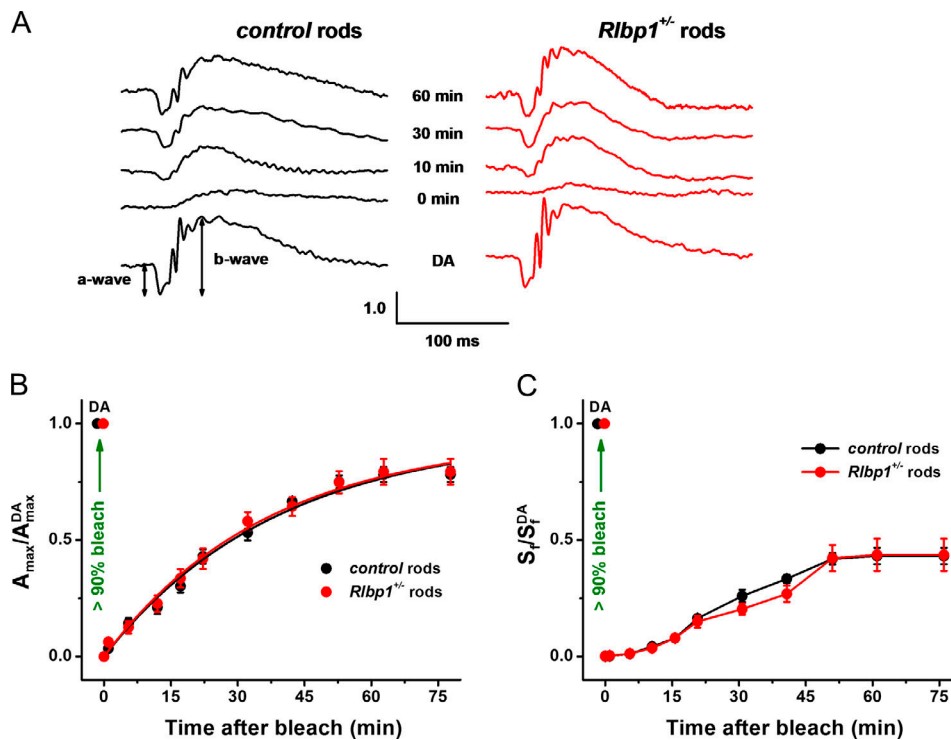 A
control rods
Rlbp1+/- rods
60 min
30 min
10 min
0 min
DA
a-wave
b-wave
1.0
100 ms
B
Amax/ADAmax
1.0
0.5
0.0
DA
> 90% bleach
control rods
Rlbp1+/- rods
0 15 30 45 60 75
Time after bleach (min)
C
Sf/SfDA
1.0
0.5
0.0
DA
> 90% bleach
control rods
Rlbp1+/- rods
0 15 30 45 60 75
Time after bleach (min)